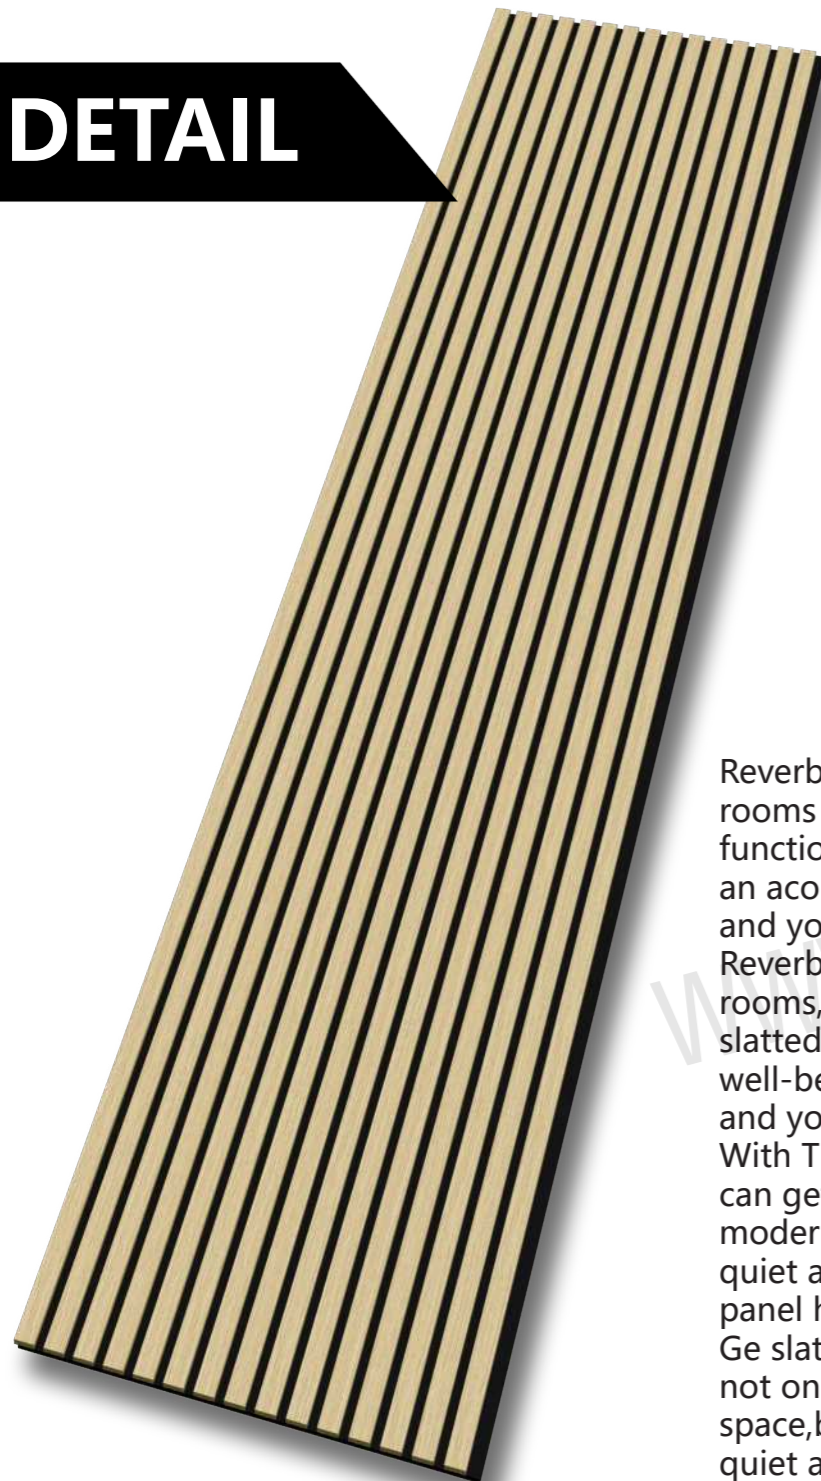 DETAIL
Reverb
rooms
functio
an aco
and yo
Reverb
rooms,
slatted
well-be
and yo
With T
can ge
moder
quiet a
panel h
Ge slat
not on
space,b
quiet a
ww